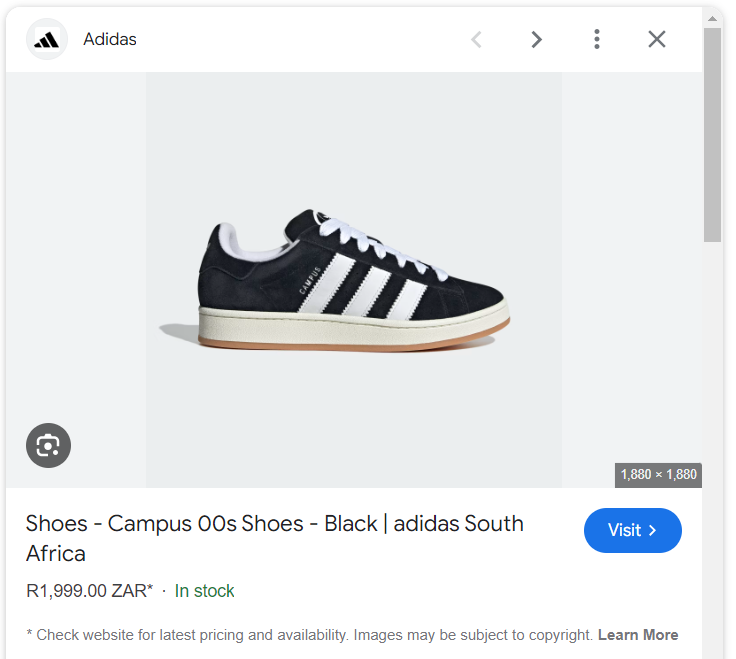 Adidas
CAMPUS
1,880 × 1,880
Shoes - Campus 00s Shoes - Black | adidas South
Africa
Visit
R1,999.00 ZAR* · In stock
* Check website for latest pricing and availability. Images may be subject to copyright. Learn More